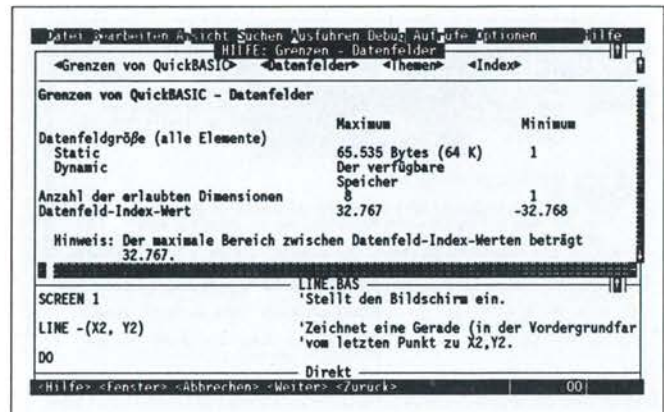 Datei Bearbeiten Ansicht Suchen Ausführen Debug Aufrufe Optionen Hilfe
HILFE: Grenzen - Datenfelder
◄Grenzen von QuickBASIC► ◄Datenfelder► ◄Themen► ◄Index►
Grenzen von QuickBASIC - Datenfelder
Maximum Minimum
Datenfeldgröße (alle Elemente)
Static 65.535 Bytes (64 K) 1
Dynamic Der verfügbare
Speicher
Anzahl der erlaubten Dimensionen 8 1
Datenfeld-Index-Wert 32.767 -32.768
Hinweis: Der maximale Bereich zwischen Datenfeld-Index-Werten beträgt
32.767.
LINE.BAS
SCREEN 1 'Stellt den Bildschirm ein.
LINE -(X2, Y2) 'Zeichnet eine Gerade (in der Vordergrundfar
'vom letzten Punkt zu X2,Y2.
DO
Direkt
<Hilfe> <Fenster> <Abbrechen> <Weiter> <Zurück> 00